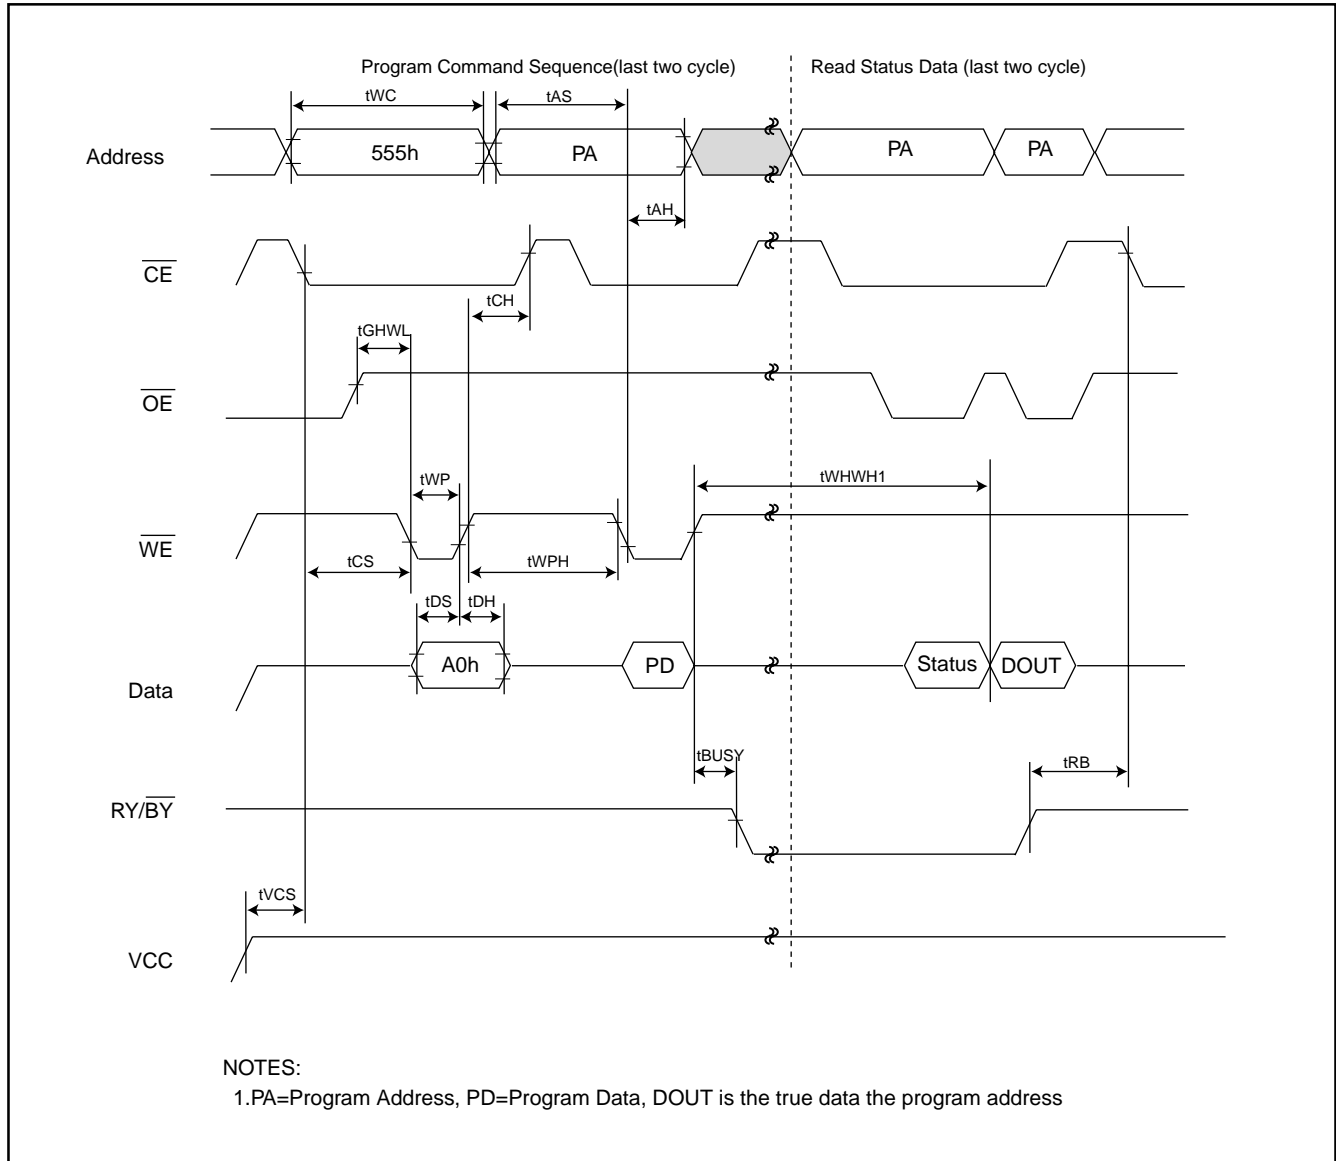 Program Command Sequence(last two cycle) Read Status Data (last two cycle)
tWC tAS
Address 555h PA PA PA
tAH
CE
tCH
tGHWL
OE
tWP tWHWH1
WE
tCS tWPH
tDS tDH
Data A0h PD Status DOUT
tBUSY tRB
RY/BY
tVCS
VCC
NOTES:
1.PA=Program Address, PD=Program Data, DOUT is the true data the program address